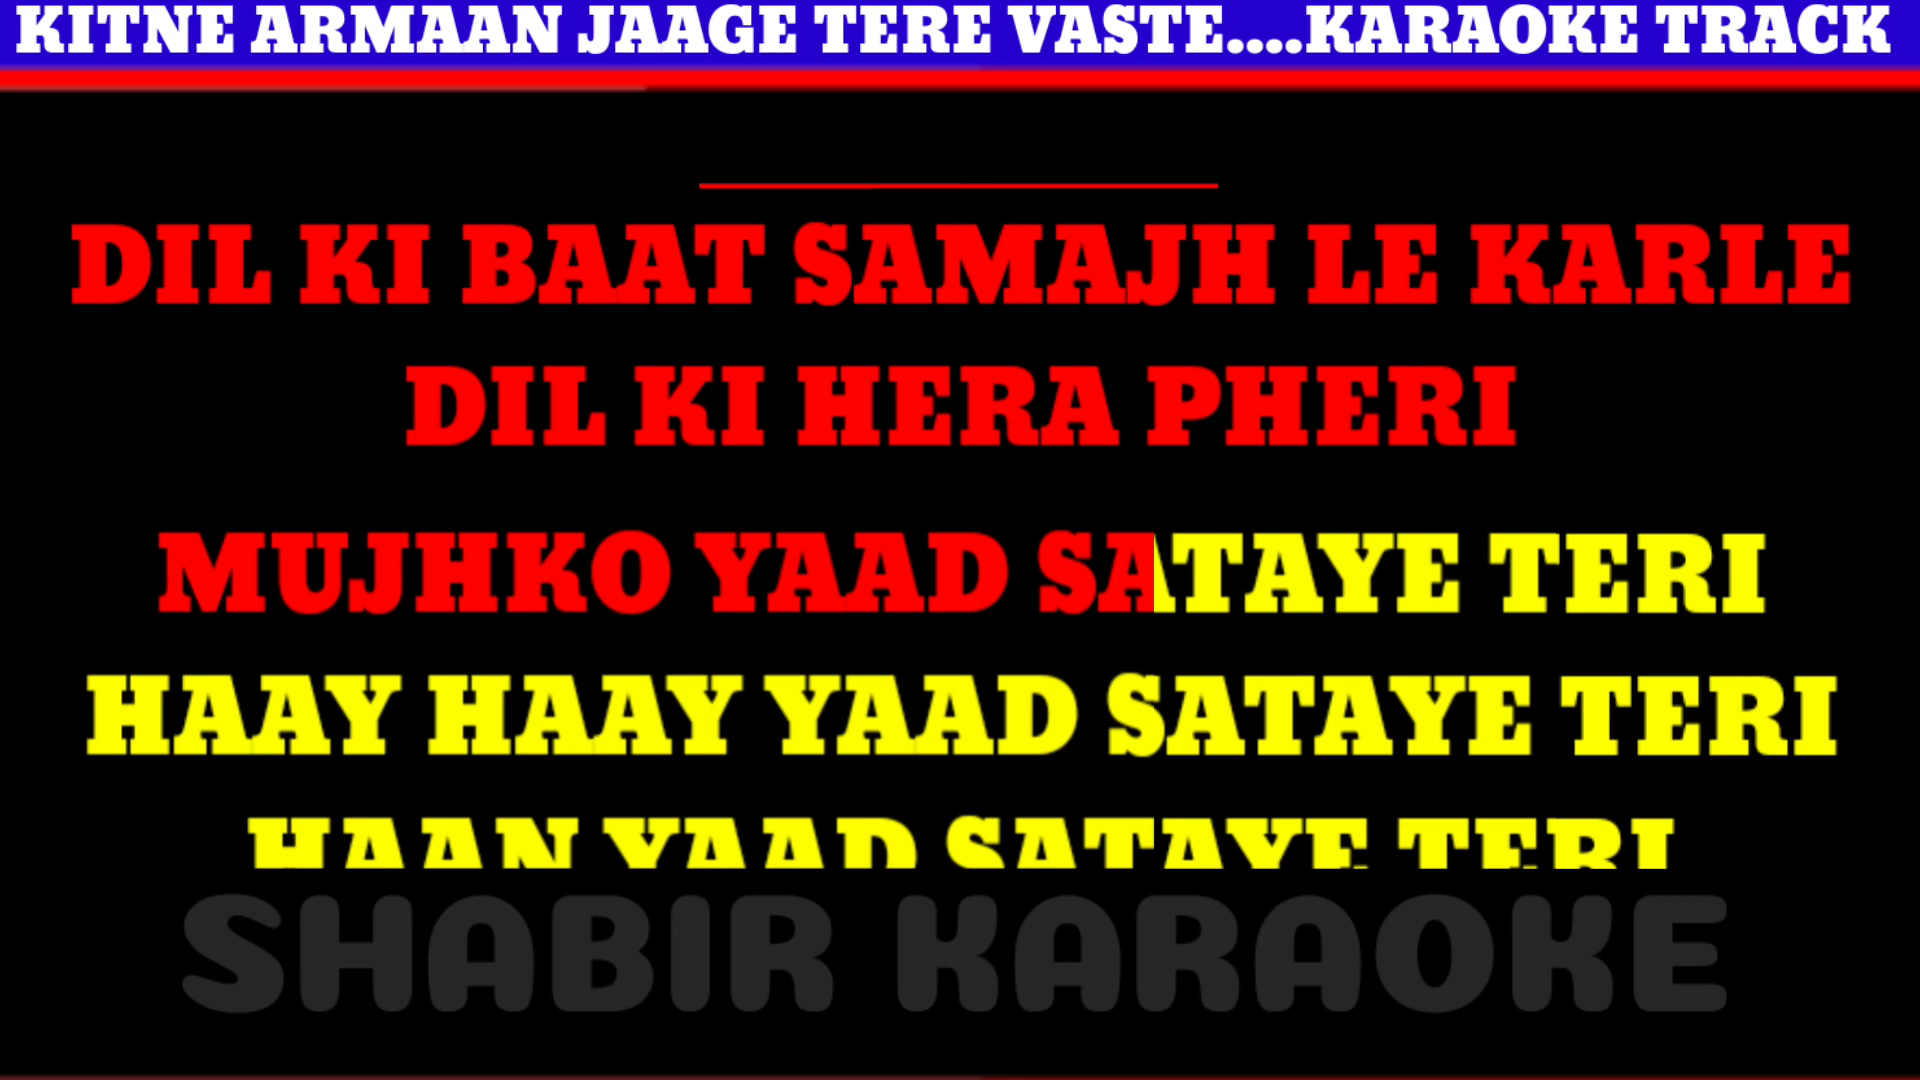 KITNE ARMAAN JAAGE TERE VASTE....KARAOKE TRACK
DIL KI BAAT SAMAJH LE KARLE
DIL KI HERA PHERI
MUJHKO YAAD SATAYE TERI
HAAY HAAY YAAD SATAYE TERI
HAAN YAAD SATAYE TERI
SHABIR KARAOKE